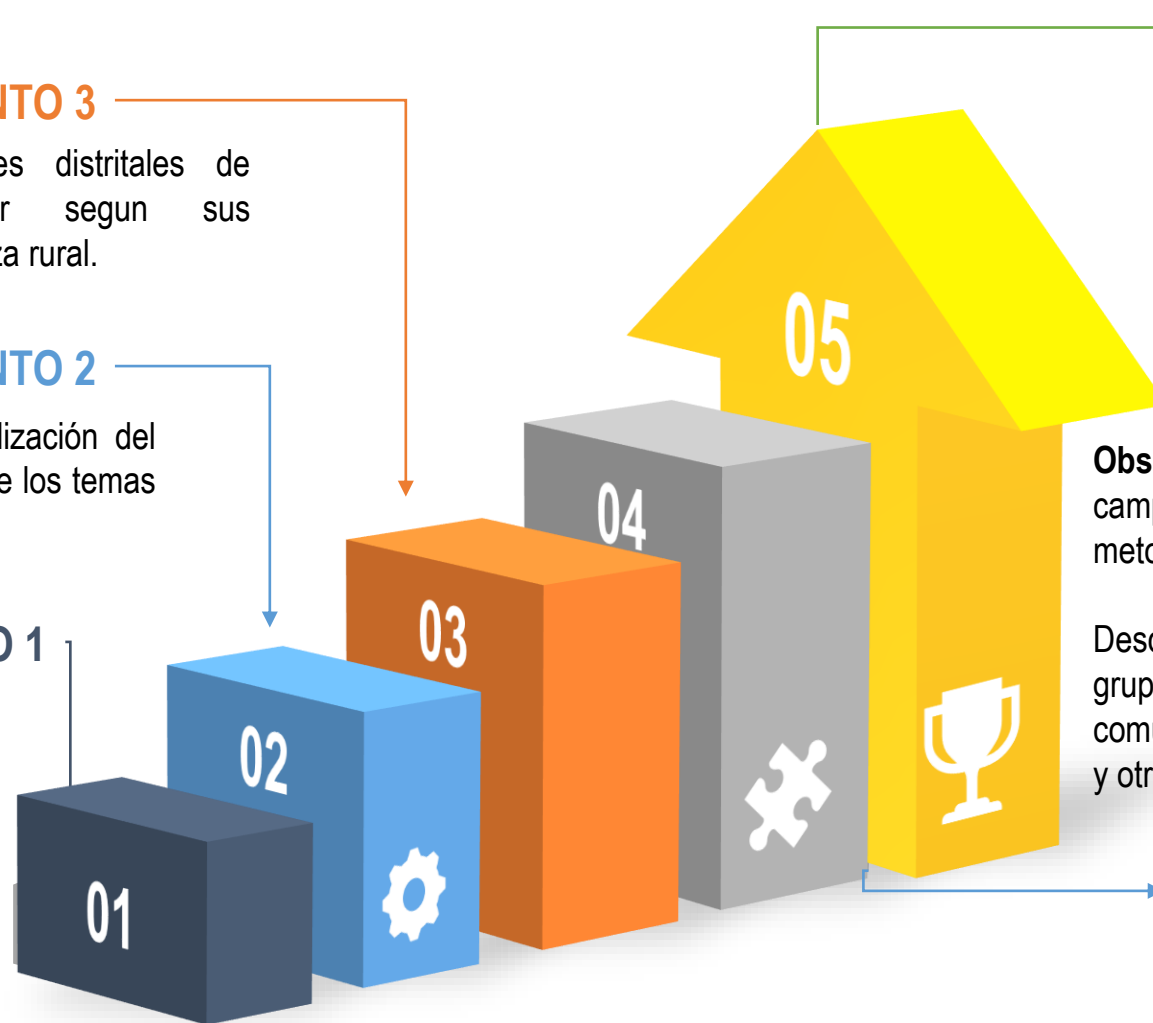 NTO 3
es distritales de
r segun sus
za rural.
NTO 2
lización del
e los temas
O 1
01
02
03
04
05
Obs
camp
meto
Desc
grup
comu
y otr